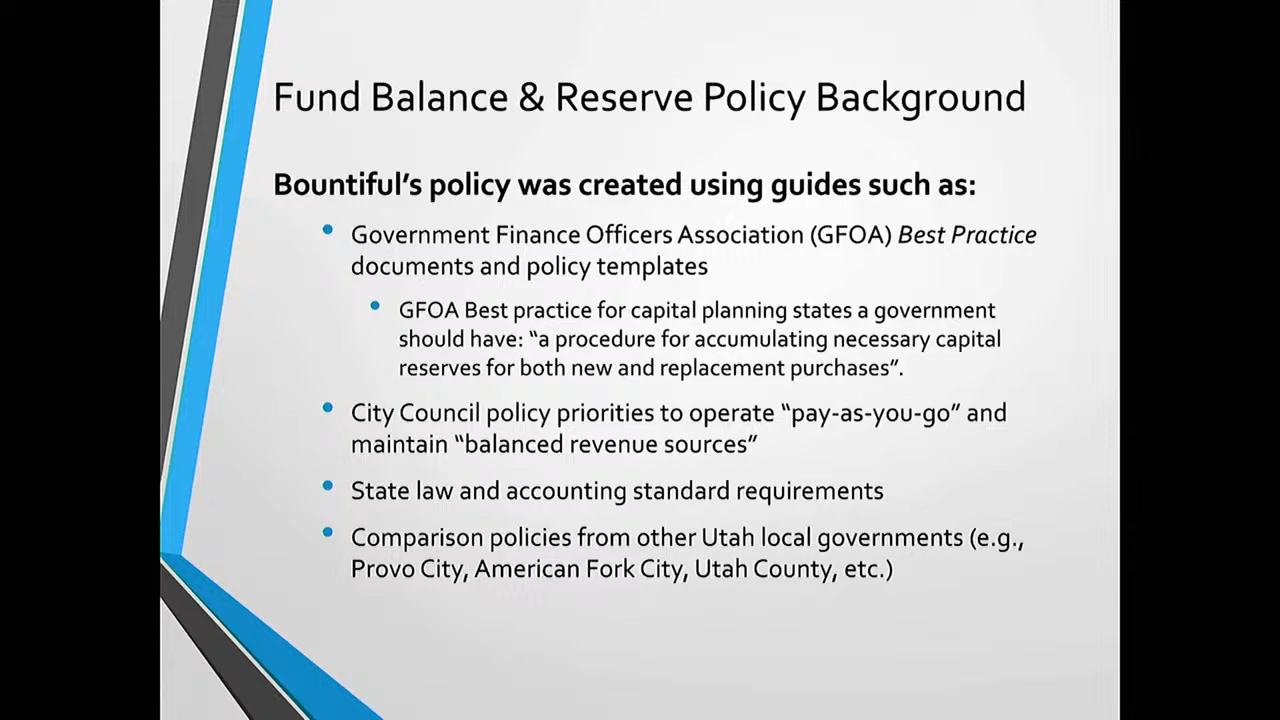 Fund Balance & Reserve Policy Background
Bountiful’s policy was created using guides such as:
Government Finance Officers Association (GFOA) Best Practice
documents and policy templates
GFOA Best practice for capital planning states a government
should have: “a procedure for accumulating necessary capital
reserves for both new and replacement purchases”.
City Council policy priorities to operate “pay-as-you-go” and
maintain “balanced revenue sources”
State law and accounting standard requirements
Comparison policies from other Utah local governments (e.g.,
Provo City, American Fork City, Utah County, etc.)